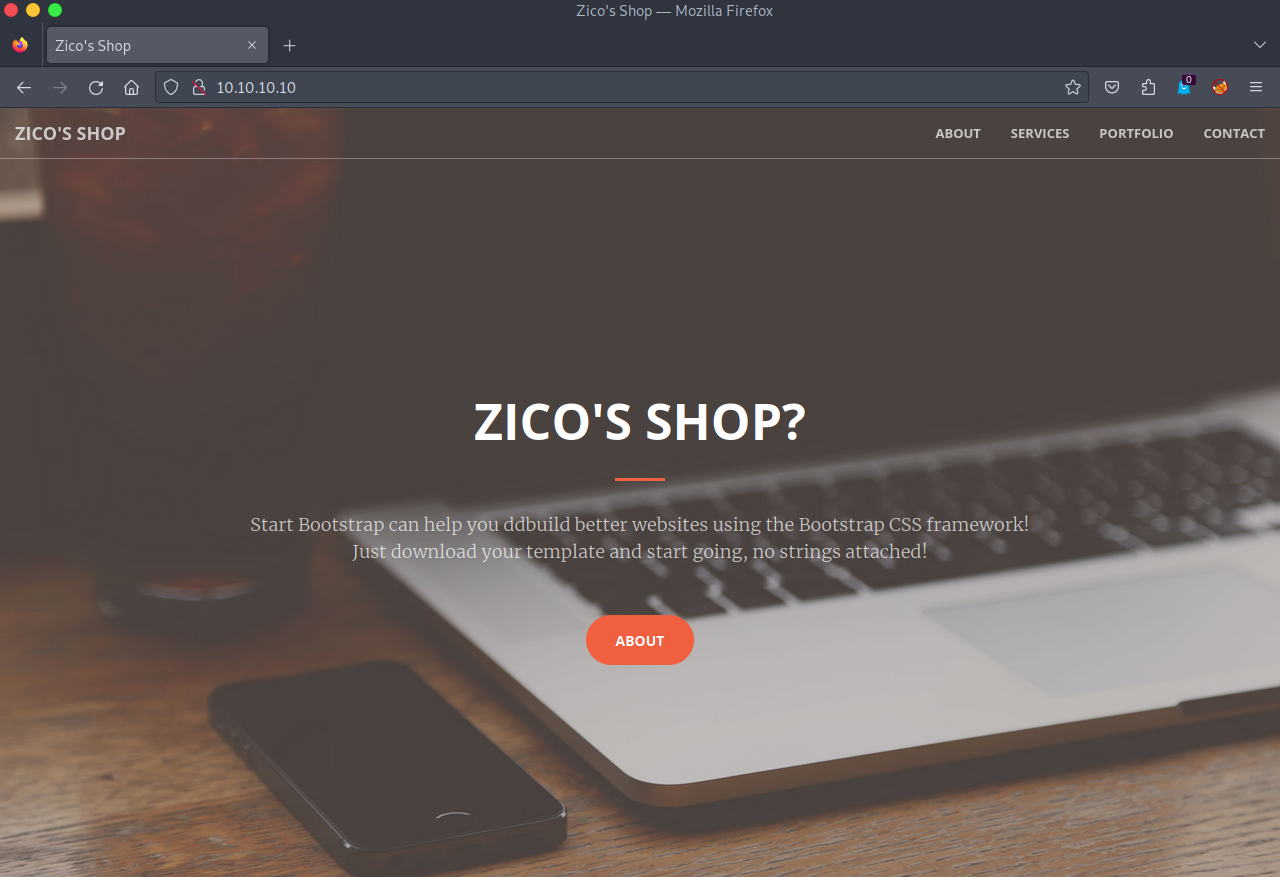 Zico's Shop — Mozilla Firefox
Zico's Shop
10.10.10.10
0
ZICO'S SHOP
ABOUT
SERVICES
PORTFOLIO
CONTACT
ZICO'S SHOP?
Start Bootstrap can help you ddbuild better websites using the Bootstrap CSS framework!
Just download your template and start going, no strings attached!
ABOUT